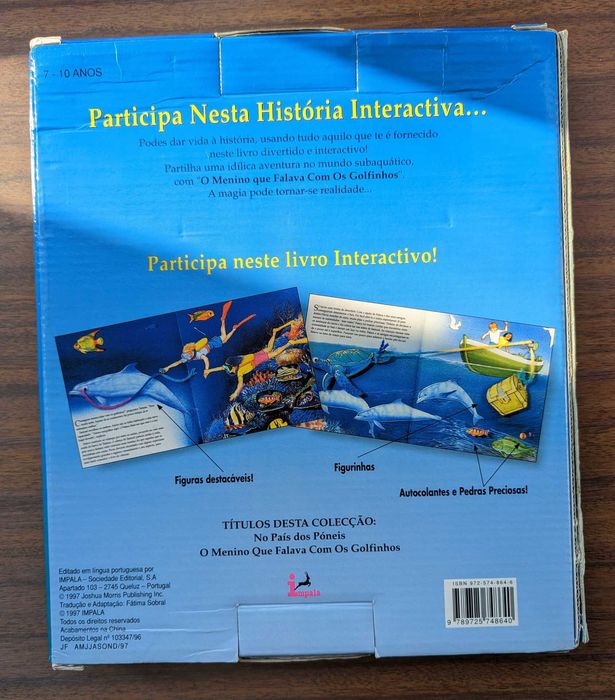 7 - 10 ANOS
Participa Nesta História Interactiva...
Podes dar vida à história, usando tudo aquilo que te é fornecido
neste livro divertido e interactivo!
Partilha uma idílica aventura no mundo subaquático,
com "O Menino que Falava Com Os Golfinhos".
A magia pode tornar-se realidade...
Participa neste livro Interactivo!
Figuras destacáveis!
Figurinhas
Autocolantes e Pedras Preciosas!
TÍTULOS DESTA COLECÇÃO:
No País dos Póneis
O Menino Que Falava Com Os Golfinhos
Editado em língua portuguesa por
IMPALA – Sociedade Editorial, S.A
Apartado 103 – 2745 Queluz – Portugal
© 1997 Joshua Morris Publishing Inc.
Tradução e Adaptação: Fátima Sobral
© 1997 IMPALA
Todos os direitos reservados
Acabamentos na China
Depósito Legal nº 103347/96
JF AMJJASOND/97
impala
ISBN 972-574-864-6
9 789725 748640